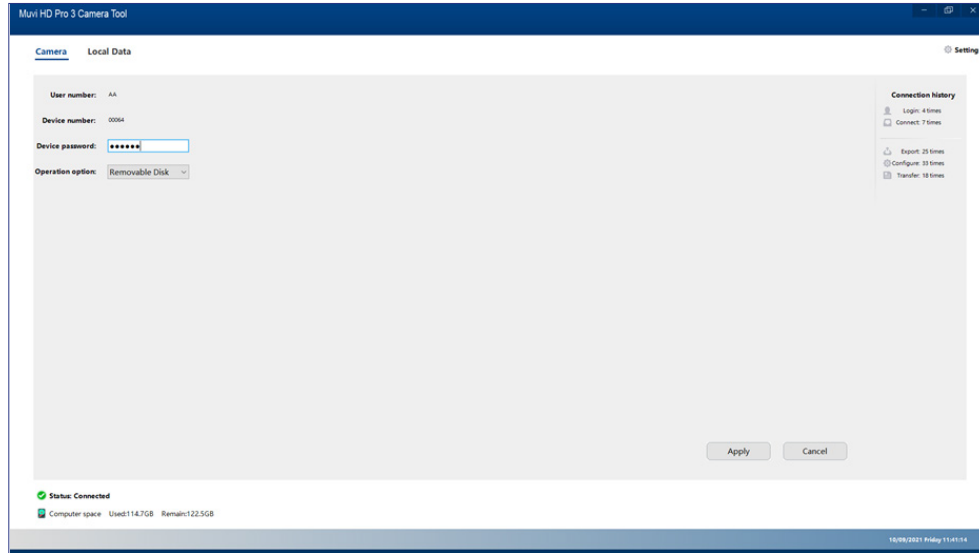 Muvi HD Pro 3 Camera Tool
Camera Local Data
Setting
User number: AA
Device number: 00064
Device password: ●●●●●●
Operation option: Removable Disk
Connection history
Login: 4 times
Connect: 7 times
Export: 25 times
Configure: 33 times
Transfer: 18 times
Apply Cancel
Status: Connected
Computer space Used:114.7GB Remain:122.5GB
10/09/2021 Friday 11:41:14